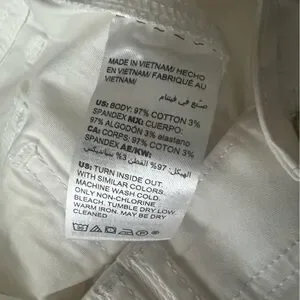 MADE IN VIETNAM/ HECHO
EN VIETNAM/ FABRIQUÉ AU
VIETNAM
صنع في فيتنام
US: BODY: 97% COTTON 3%
SPANDEX MX: CUERPO:
97% ALGODÓN 3% elastano
CA: CORPS: 97% COTON 3%
SPANDEX AE/KW:
الهيكل: 97% القطن 3% سباندیكس
US: TURN INSIDE OUT.
WITH SIMILAR COLORS.
MACHINE WASH COLD.
ONLY NON-CHLORINE
BLEACH. TUMBLE DRY LOW.
WARM IRON. MAY BE DRY
CLEANED